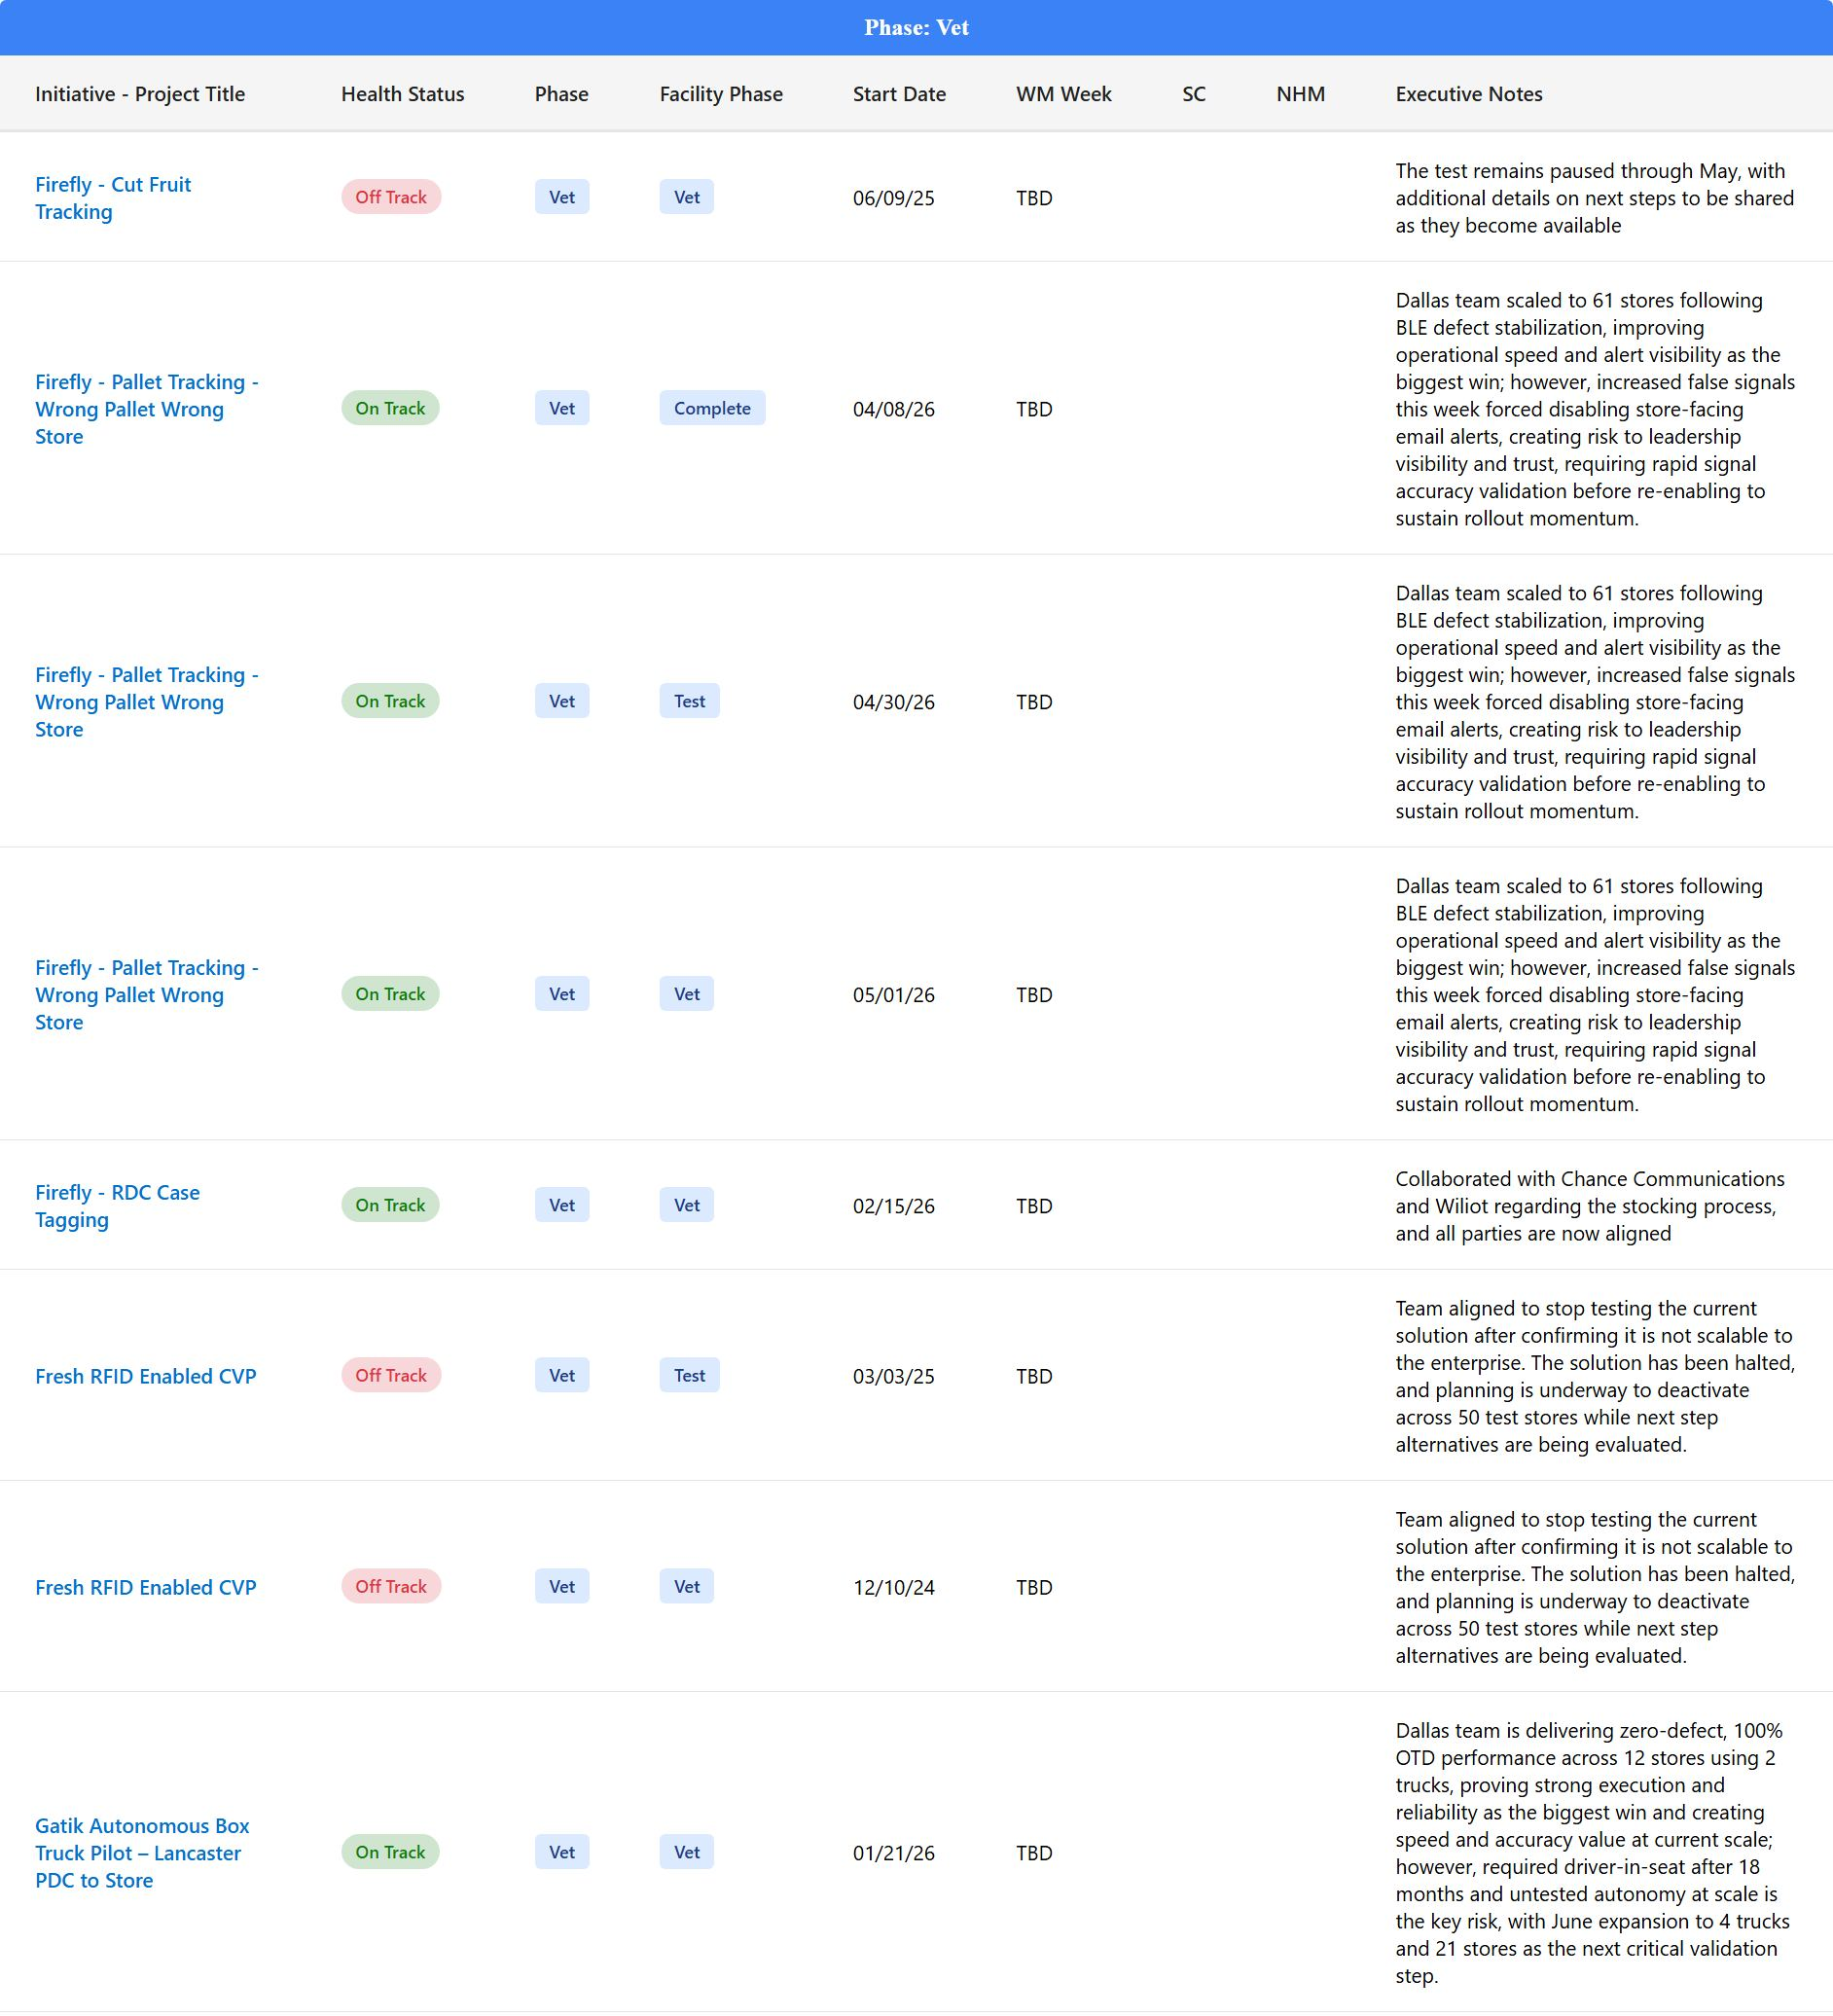 Phase: Vet
Initiative - Project Title Health Status Phase Facility Phase Start Date WM Week SC NHM Executive Notes
Firefly - Cut Fruit
Tracking
Off Track
Vet
Vet
06/09/25
TBD
The test remains paused through May, with
additional details on next steps to be shared
as they become available
Firefly - Pallet Tracking -
Wrong Pallet Wrong
Store
On Track
Vet
Complete
04/08/26
TBD
Dallas team scaled to 61 stores following
BLE defect stabilization, improving
operational speed and alert visibility as the
biggest win; however, increased false signals
this week forced disabling store-facing
email alerts, creating risk to leadership
visibility and trust, requiring rapid signal
accuracy validation before re-enabling to
sustain rollout momentum.
Firefly - Pallet Tracking -
Wrong Pallet Wrong
Store
On Track
Vet
Test
04/30/26
TBD
Dallas team scaled to 61 stores following
BLE defect stabilization, improving
operational speed and alert visibility as the
biggest win; however, increased false signals
this week forced disabling store-facing
email alerts, creating risk to leadership
visibility and trust, requiring rapid signal
accuracy validation before re-enabling to
sustain rollout momentum.
Firefly - Pallet Tracking -
Wrong Pallet Wrong
Store
On Track
Vet
Vet
05/01/26
TBD
Dallas team scaled to 61 stores following
BLE defect stabilization, improving
operational speed and alert visibility as the
biggest win; however, increased false signals
this week forced disabling store-facing
email alerts, creating risk to leadership
visibility and trust, requiring rapid signal
accuracy validation before re-enabling to
sustain rollout momentum.
Firefly - RDC Case
Tagging
On Track
Vet
Vet
02/15/26
TBD
Collaborated with Chance Communications
and Wiliot regarding the stocking process,
and all parties are now aligned
Fresh RFID Enabled CVP
Off Track
Vet
Test
03/03/25
TBD
Team aligned to stop testing the current
solution after confirming it is not scalable to
the enterprise. The solution has been halted,
and planning is underway to deactivate
across 50 test stores while next step
alternatives are being evaluated.
Fresh RFID Enabled CVP
Off Track
Vet
Vet
12/10/24
TBD
Team aligned to stop testing the current
solution after confirming it is not scalable to
the enterprise. The solution has been halted,
and planning is underway to deactivate
across 50 test stores while next step
alternatives are being evaluated.
Gatik Autonomous Box
Truck Pilot – Lancaster
PDC to Store
On Track
Vet
Vet
01/21/26
TBD
Dallas team is delivering zero-defect, 100%
OTD performance across 12 stores using 2
trucks, proving strong execution and
reliability as the biggest win and creating
speed and accuracy value at current scale;
however, required driver-in-seat after 18
months and untested autonomy at scale is
the key risk, with June expansion to 4 trucks
and 21 stores as the next critical validation
step.